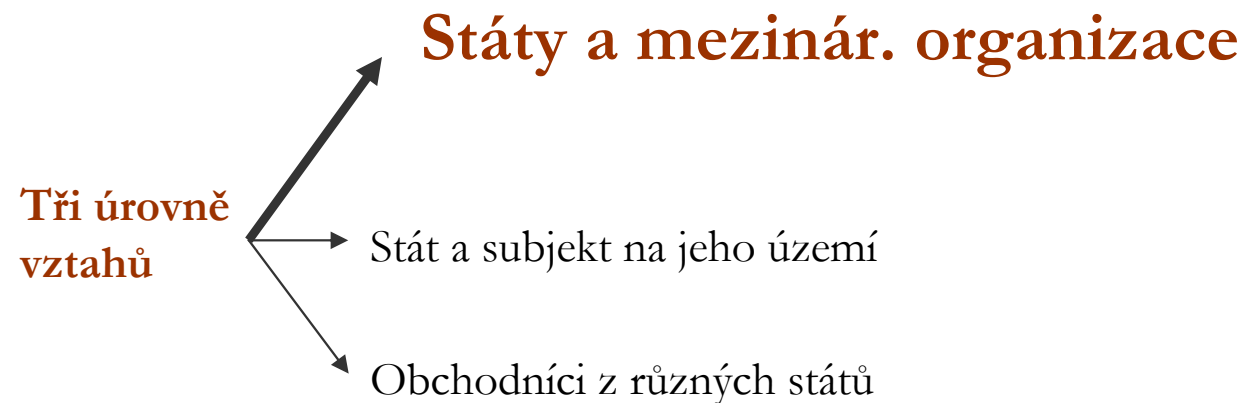 Státy a mezinár. organizace
Tři úrovně
vztahů
Stát a subjekt na jeho území
Obchodníci z různých států